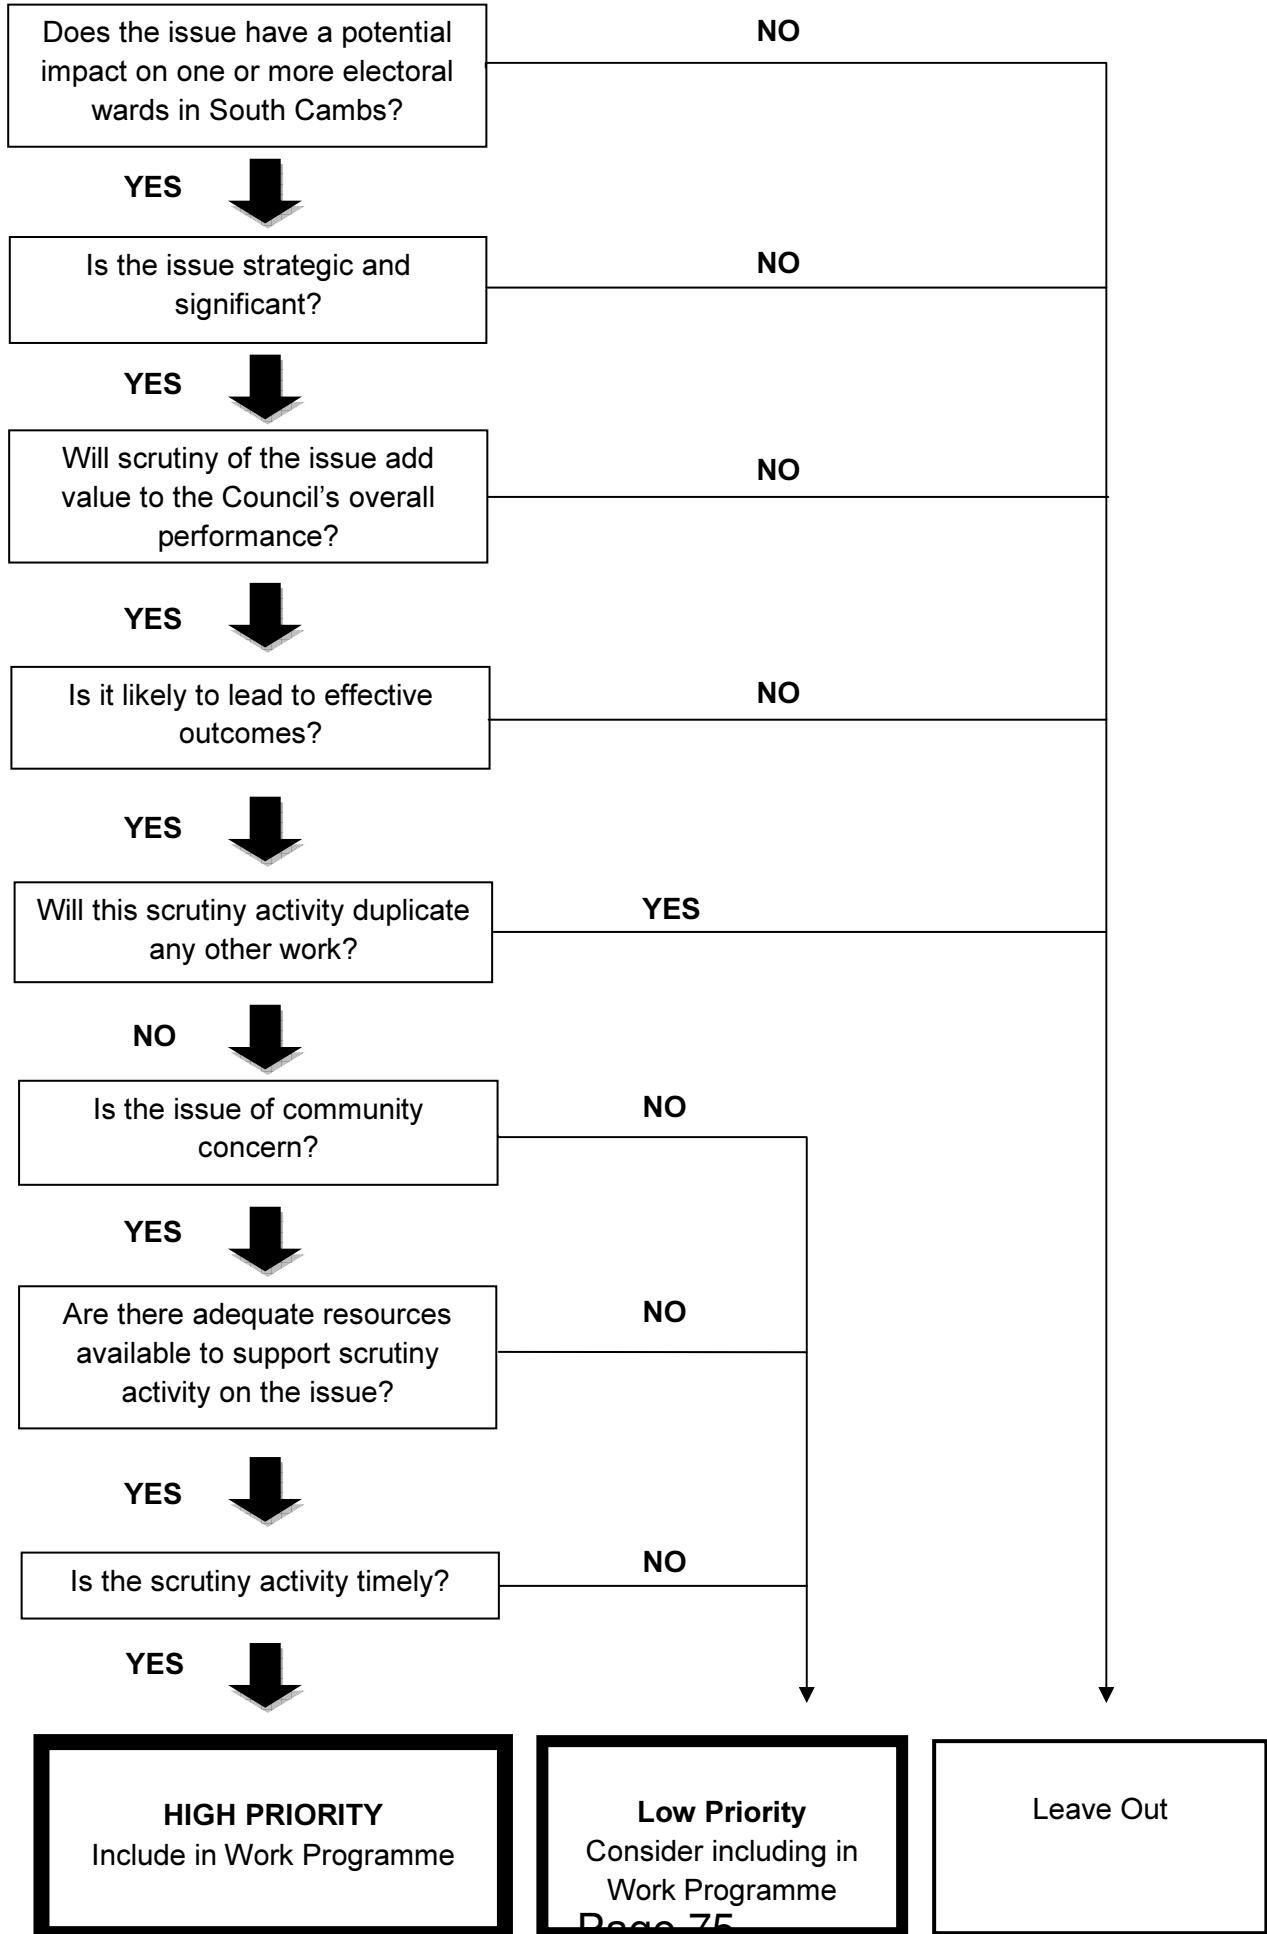 Does the issue have a potential
impact on one or more electoral
wards in South Cambs?
NO
YES
Is the issue strategic and
significant?
NO
YES
Will scrutiny of the issue add
value to the Council’s overall
performance?
NO
YES
Is it likely to lead to effective
outcomes?
NO
YES
Will this scrutiny activity duplicate
any other work?
YES
NO
Is the issue of community
concern?
NO
YES
Are there adequate resources
available to support scrutiny
activity on the issue?
NO
YES
Is the scrutiny activity timely?
NO
YES
HIGH PRIORITY
Include in Work Programme
Low Priority
Consider including in
Work Programme
Leave Out
Page 75